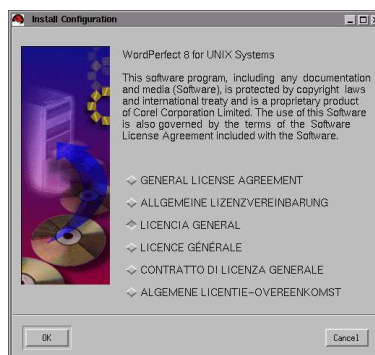 Install Configuration
WordPerfect 8 for UNIX Systems
This software program, including any documentation
and media (Software), is protected by copyright laws
and international treaty and is a proprietary product
of Corel Corporation Limited. The use of this Software
is also governed by the terms of the Software
License Agreement included with the Software.
GENERAL LICENSE AGREEMENT
ALLGEMEINE LIZENZVEREINBARUNG
LICENCIA GENERAL
LICENCE GÉNÉRALE
CONTRATTO DI LICENZA GENERALE
ALGEMENE LICENTIE-OVEREENKOMST
OK
Cancel